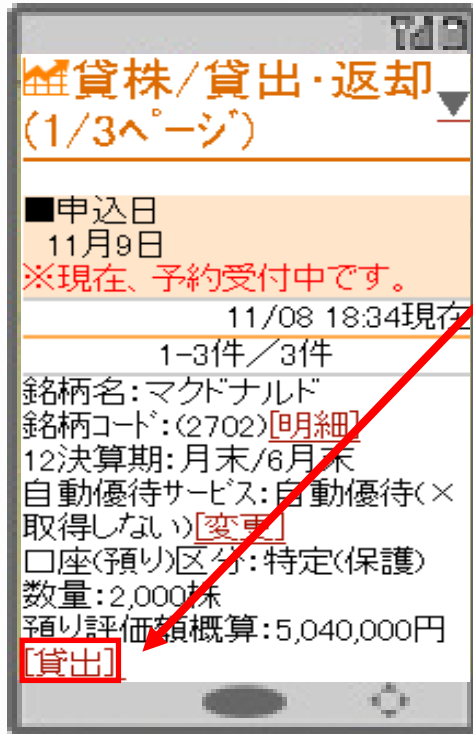 貸株/貸出・返却
(1/3ページ)
■申込日
11月9日
※現在、予約受付中です。
11/08 18:34現在
1-3件/3件
銘柄名:マクドナルド
銘柄コード:(2702)[明細]
12決算期:月末/6月末
自動優待サービス:自動優待(×
取得しない)[変更]
口座(預り)区分:特定(保護)
数量:2,000株
預り評価額概算:5,040,000円
[貸出]